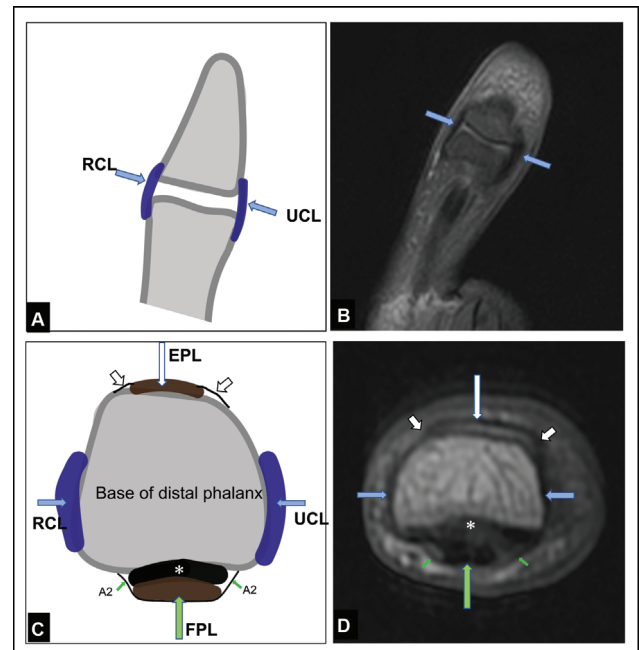 RCL
UCL
A
B
EPL
Base of distal phalanx
RCL
UCL
*
A2
A2
FPL
C
*
D